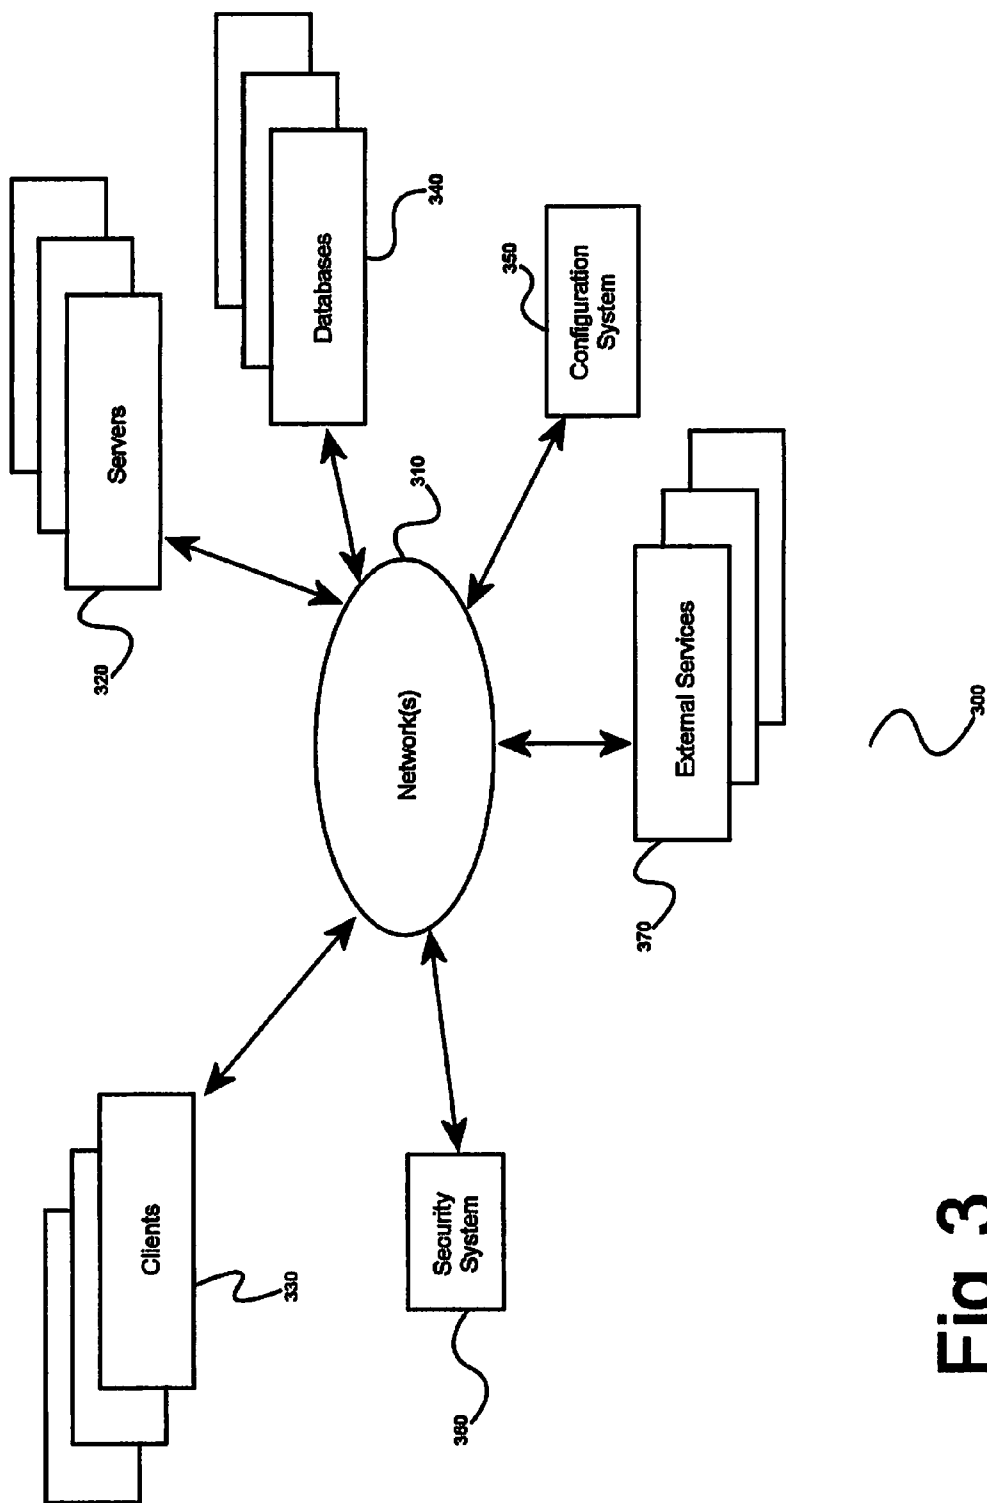 Servers
320
Databases
340
Clients
330
Network(s)
310
350
Configuration
System
Security
System
360
External Services
370
300
Fig. 3